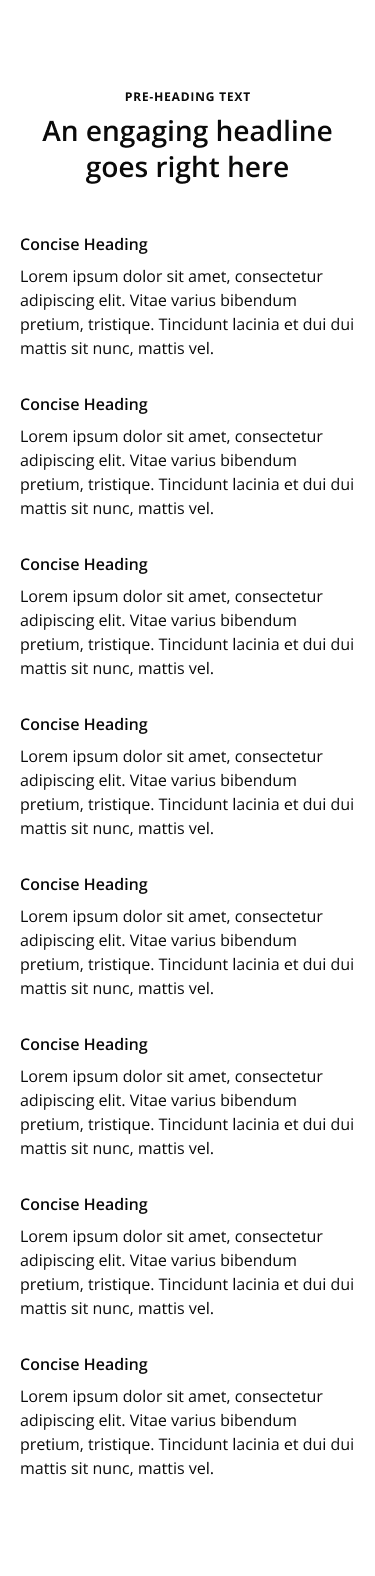 PRE-HEADING TEXT
An engaging headline
goes right here
Concise Heading
Lorem ipsum dolor sit amet, consectetur
adipiscing elit. Vitae varius bibendum
pretium, tristique. Tincidunt lacinia et dui dui
mattis sit nunc, mattis vel.
Concise Heading
Lorem ipsum dolor sit amet, consectetur
adipiscing elit. Vitae varius bibendum
pretium, tristique. Tincidunt lacinia et dui dui
mattis sit nunc, mattis vel.
Concise Heading
Lorem ipsum dolor sit amet, consectetur
adipiscing elit. Vitae varius bibendum
pretium, tristique. Tincidunt lacinia et dui dui
mattis sit nunc, mattis vel.
Concise Heading
Lorem ipsum dolor sit amet, consectetur
adipiscing elit. Vitae varius bibendum
pretium, tristique. Tincidunt lacinia et dui dui
mattis sit nunc, mattis vel.
Concise Heading
Lorem ipsum dolor sit amet, consectetur
adipiscing elit. Vitae varius bibendum
pretium, tristique. Tincidunt lacinia et dui dui
mattis sit nunc, mattis vel.
Concise Heading
Lorem ipsum dolor sit amet, consectetur
adipiscing elit. Vitae varius bibendum
pretium, tristique. Tincidunt lacinia et dui dui
mattis sit nunc, mattis vel.
Concise Heading
Lorem ipsum dolor sit amet, consectetur
adipiscing elit. Vitae varius bibendum
pretium, tristique. Tincidunt lacinia et dui dui
mattis sit nunc, mattis vel.
Concise Heading
Lorem ipsum dolor sit amet, consectetur
adipiscing elit. Vitae varius bibendum
pretium, tristique. Tincidunt lacinia et dui dui
mattis sit nunc, mattis vel.